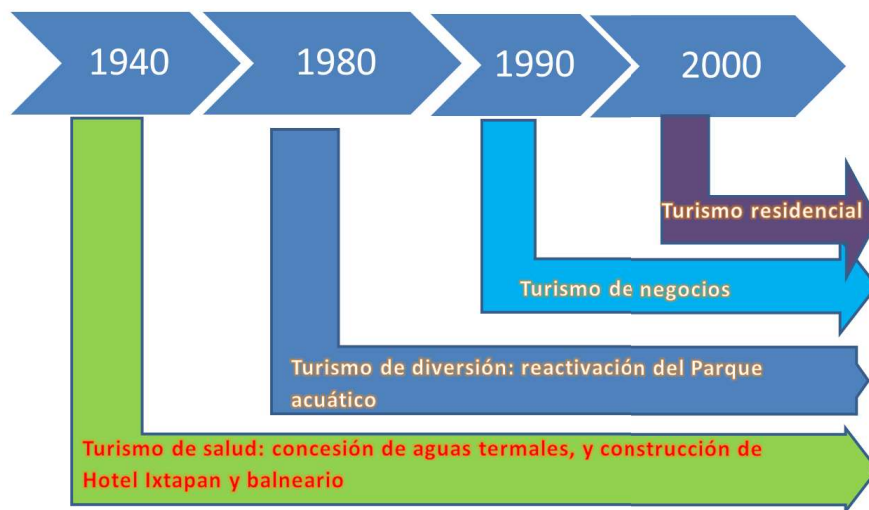 1940
1980
1990
2000
Turismo residencial
Turismo de negocios
Turismo de diversión: reactivación del Parque
acuático
Turismo de salud: concesión de aguas termales, y construcción de
Hotel Ixtapan y balneario